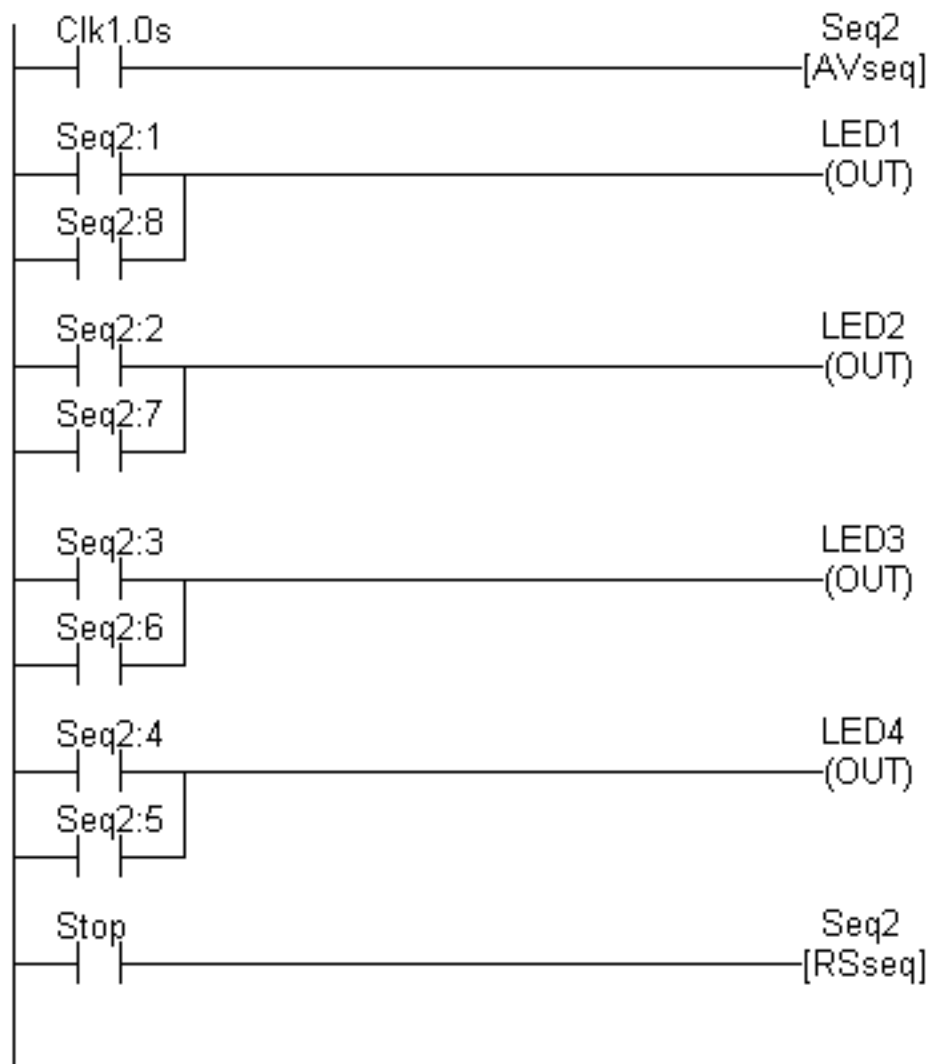 Clk1.0s Seq2
[AVseq]
Seq2:1 LED1
(OUT)
Seq2:8
Seq2:2 LED2
(OUT)
Seq2:7
Seq2:3 LED3
(OUT)
Seq2:6
Seq2:4 LED4
(OUT)
Seq2:5
Stop Seq2
[RSseq]